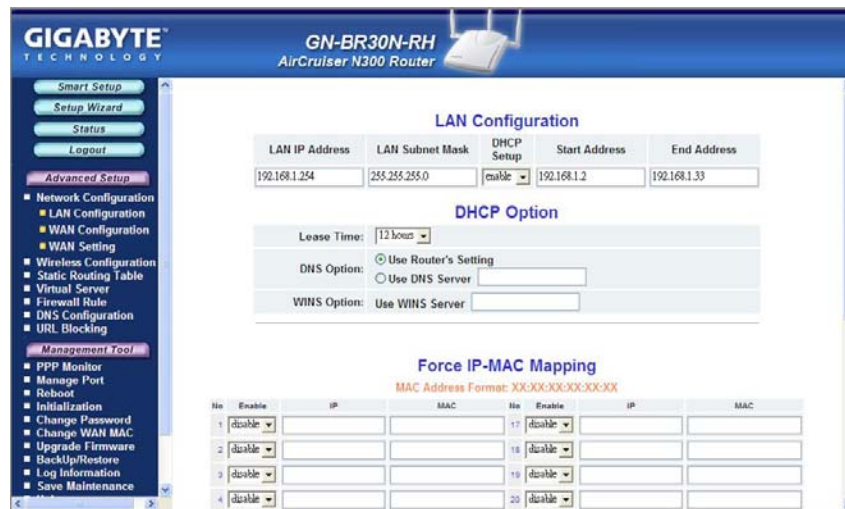 GIGABYTE
TECHNOLOGY
GN-BR30N-RH
AirCruiser N300 Router
Smart Setup
Setup Wizard
Status
Logout
Advanced Setup
Network Configuration
LAN Configuration
WAN Configuration
WAN Setting
Wireless Configuration
Static Routing Table
Virtual Server
Firewall Rule
DNS Configuration
URL Blocking
Management Tool
PPP Monitor
Manage Port
Reboot
Initialization
Change Password
Change WAN MAC
Upgrade Firmware
BackUp/Restore
Log Information
Save Maintenance
LAN Configuration
LAN IP Address LAN Subnet Mask DHCP Setup Start Address End Address
192.168.1.254 255.255.255.0 enable 192.168.1.2 192.168.1.33
DHCP Option
Lease Time: 12 hours
DNS Option: Use Router's Setting
Use DNS Server
WINS Option: Use WINS Server
Force IP-MAC Mapping
MAC Address Format: XX:XX:XX:XX:XX:XX
No Enable IP MAC No Enable IP MAC
1 disable 17 disable
2 disable 18 disable
3 disable 19 disable
4 disable 20 disable